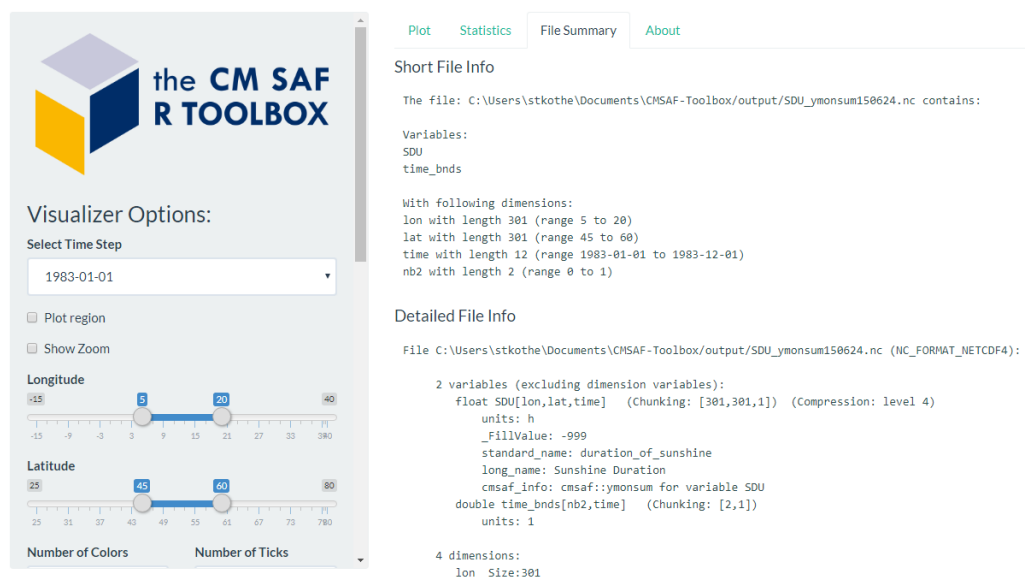 the CM SAF
R TOOLBOX
Visualizer Options:
Select Time Step
1983-01-01
Plot region
Show Zoom
Longitude
-15 5 20 40
-15 -9 -3 3 9 15 21 27 33
Latitude
25 45 60 80
25 31 37 43 49 55 61 67 73
Number of Colors Number of Ticks
Plot Statistics File Summary About
Short File Info
The file: C:\Users\stkothe\Documents\CMSAF-Toolbox/output/SDU_ymonsum150624.nc contains:
Variables:
SDU
time_bnds
With following dimensions:
lon with length 301 (range 5 to 20)
lat with length 301 (range 45 to 60)
time with length 12 (range 1983-01-01 to 1983-12-01)
nb2 with length 2 (range 0 to 1)
Detailed File Info
File C:\Users\stkothe\Documents\CMSAF-Toolbox/output/SDU_ymonsum150624.nc (NC_FORMAT_NETCDF4):
2 variables (excluding dimension variables):
float SDU[lon,lat,time] (Chunking: [301,301,1]) (Compression: level 4)
units: h
_FillValue: -999
standard_name: duration_of_sunshine
long_name: Sunshine Duration
cmsaf_info: cmsaf::ymonsum for variable SDU
double time_bnds[nb2,time] (Chunking: [2,1])
units: 1
4 dimensions:
lon Size:301